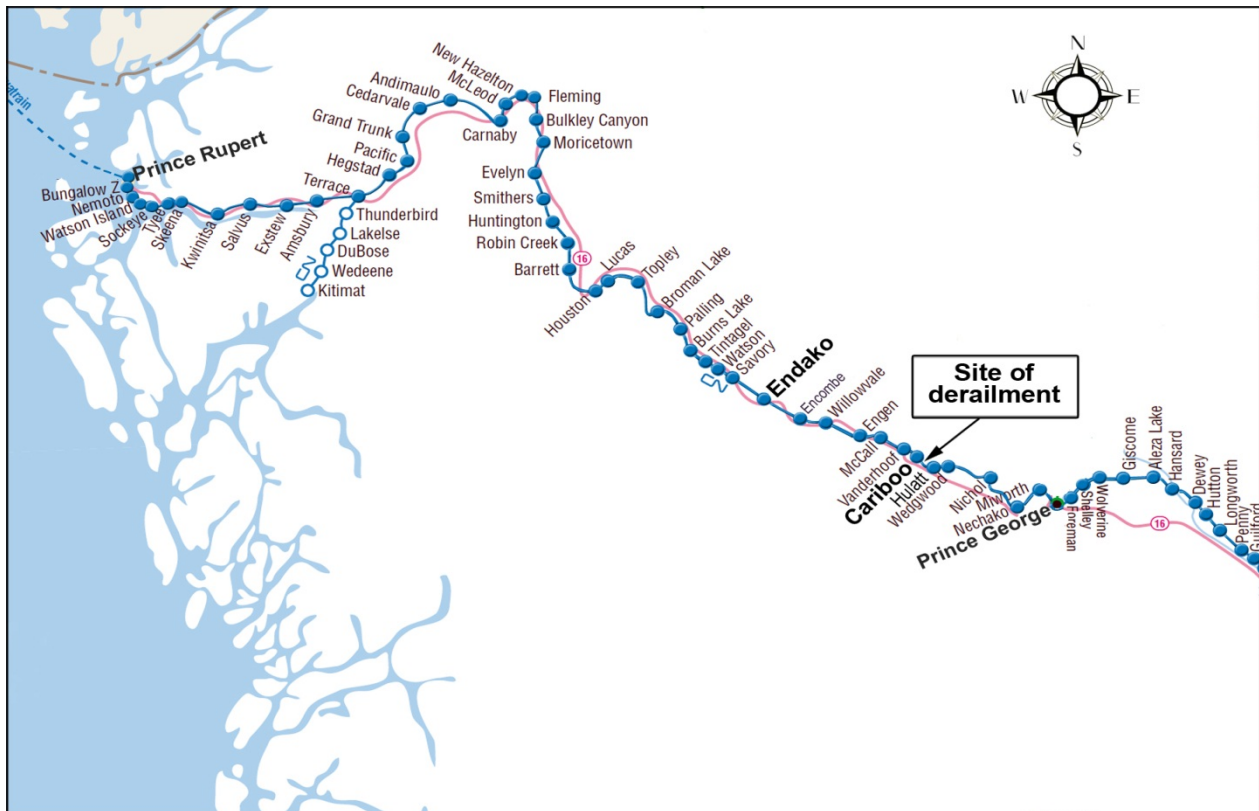 N
W
E
S
watrain
Prince Rupert
Bungalow Z
Nemoto
Watson Island
Sockeye
Tyee
Skeena
Kwinitsa
Salvus
Exstew
Amsbury
Terrace
Thunderbird
Lakelse
DuBose
Wedeene
Kitimat
CN
Hegstad
Pacific
Grand Trunk
Cedarvale
Andimaulo
Carnaby
McLeod
New Hazelton
Fleming
Bulkley Canyon
Moricetown
Evelyn
Smithers
Huntington
Robin Creek
Barrett
16
Houston
Lucas
Topley
Broman Lake
Palling
Burns Lake
Tintagel
Watson
Savory
CN
Endako
Encombe
Willowvale
Engen
McCall
Vanderhoof
Cariboo
Hulatt
Wedgwood
Site of
derailment
Nichol
Miworth
Nechako
Prince George
Foreman
Shelley
Wolverine
16
Giscome
Aleza Lake
Hansard
Dewey
Hutton
Longworth
Penny
Guilford